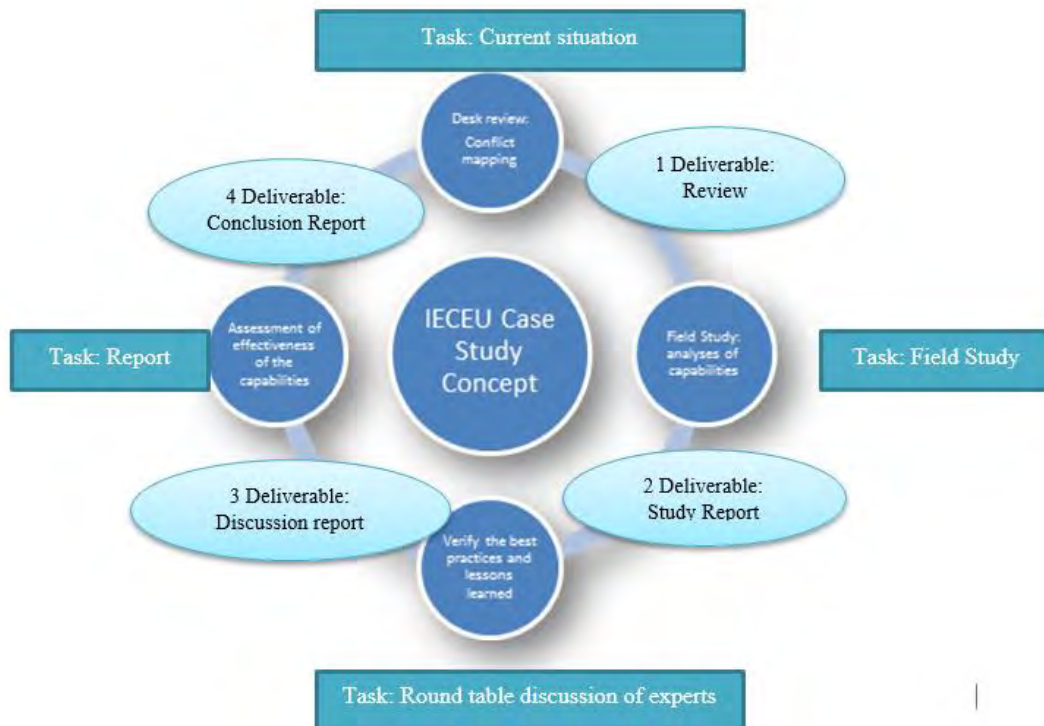 Task: Current situation
Desk review:
Conflict
mapping
1 Deliverable:
Review
4 Deliverable:
Conclusion Report
IECEU Case
Study
Concept
Task: Report
Assessment of
effectiveness
of the
capabilities
Field Study:
analyses of
capabilities
Task: Field Study
3 Deliverable:
Discussion report
2 Deliverable:
Study Report
Verify the best
practices and
lessons
learned
Task: Round table discussion of experts